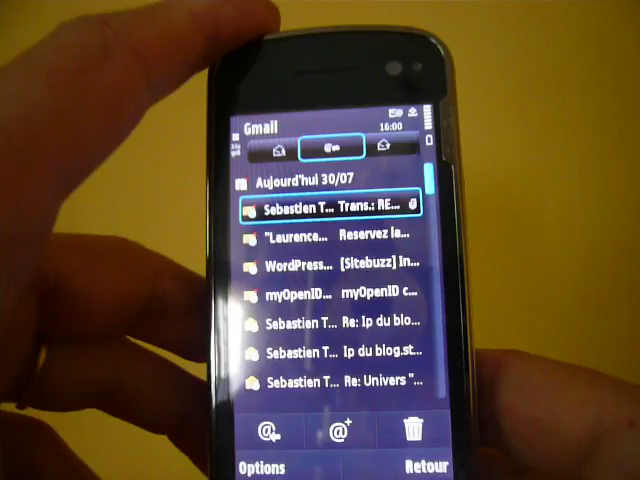 Gmail
16:00
Aujourd'hui 30/07
Sebastien T... Trans.: RE...
"Laurence... Reservez la...
WordPress... [Sitebuzz] In...
myOpenID... myOpenID c...
Sebastien T... Re: Ip du blo...
Sebastien T... Ip du blog.st...
Sebastien T... Re: Univers "...
Options Retour